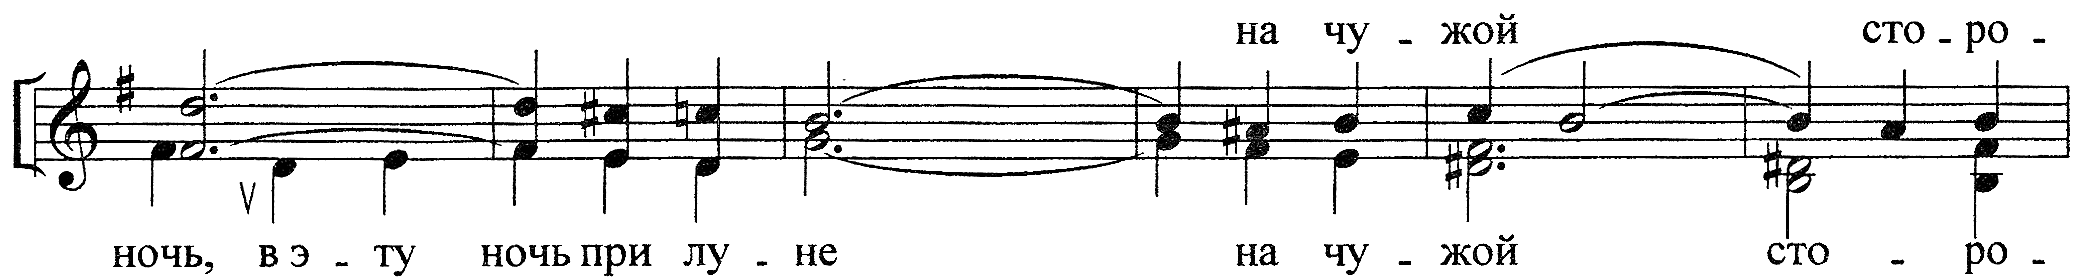 на чу - жой сто - ро -
ночь, в э - ту ночь при лу - не на чу - жой сто - ро -